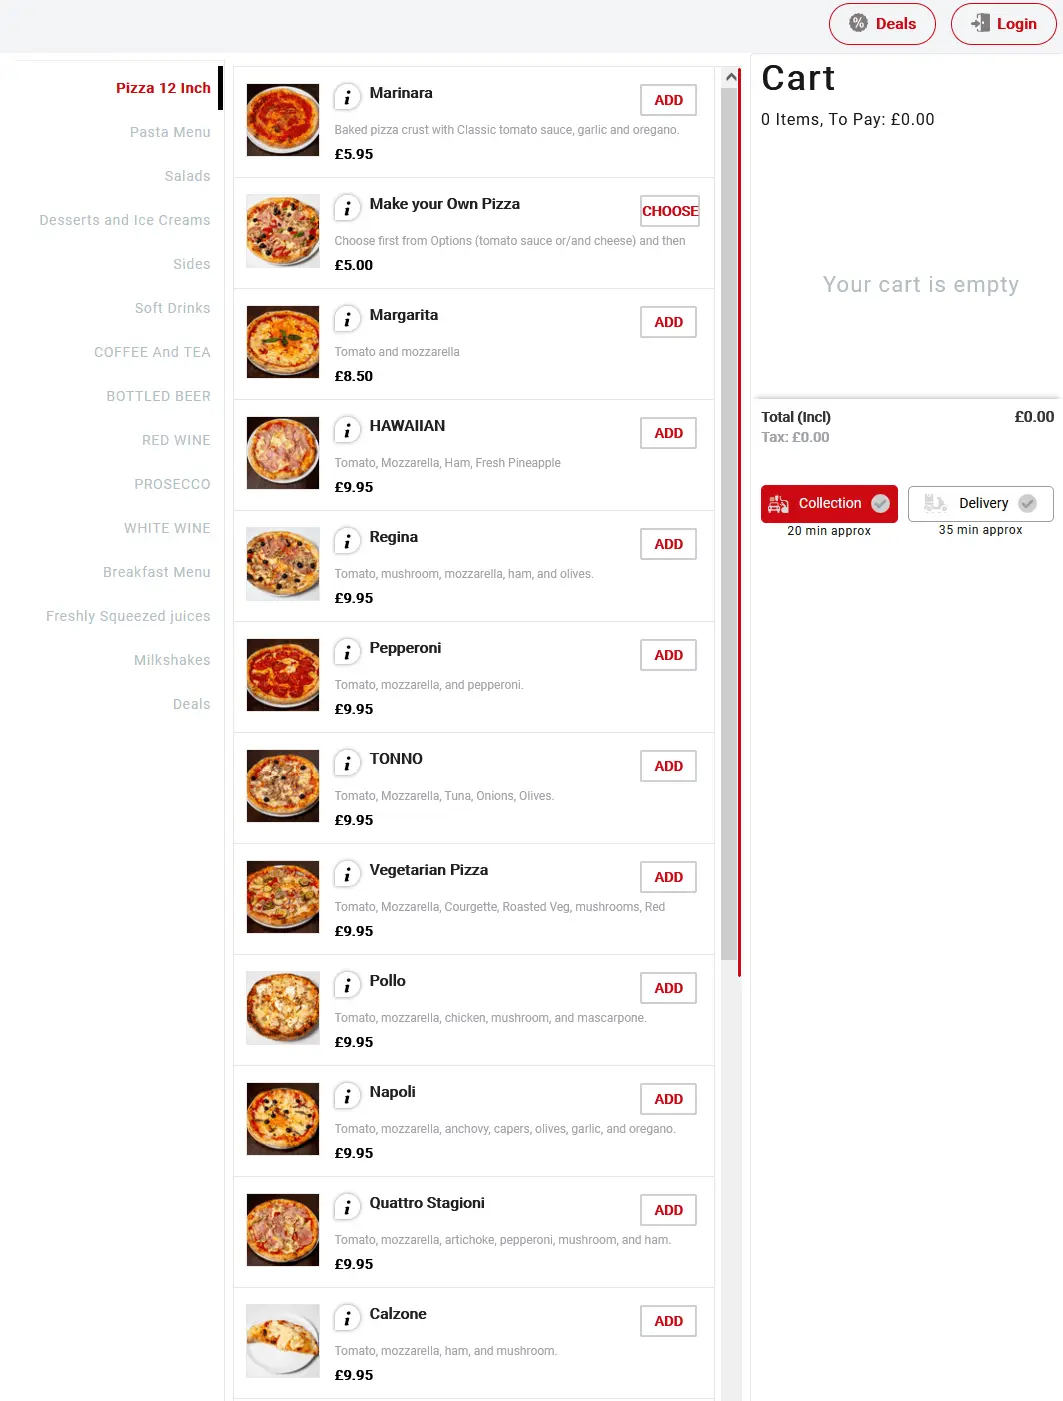 Deals
Login
Pizza 12 Inch
Pasta Menu
Salads
Desserts and Ice Creams
Sides
Soft Drinks
COFFEE And TEA
BOTTLED BEER
RED WINE
PROSECCO
WHITE WINE
Breakfast Menu
Freshly Squeezed juices
Milkshakes
Deals
Marinara
ADD
Baked pizza crust with Classic tomato sauce, garlic and oregano.
£5.95
Make your Own Pizza
CHOOSE
Choose first from Options (tomato sauce or/and cheese) and then
£5.00
Margarita
ADD
Tomato and mozzarella
£8.50
HAWAIIAN
ADD
Tomato, Mozzarella, Ham, Fresh Pineapple
£9.95
Regina
ADD
Tomato, mushroom, mozzarella, ham, and olives.
£9.95
Pepperoni
ADD
Tomato, mozzarella, and pepperoni.
£9.95
TONNO
ADD
Tomato, Mozzarella, Tuna, Onions, Olives.
£9.95
Vegetarian Pizza
ADD
Tomato, Mozzarella, Courgette, Roasted Veg, mushrooms, Red
£9.95
Pollo
ADD
Tomato, mozzarella, chicken, mushroom, and mascarpone.
£9.95
Napoli
ADD
Tomato, mozzarella, anchovy, capers, olives, garlic, and oregano.
£9.95
Quattro Stagioni
ADD
Tomato, mozzarella, artichoke, pepperoni, mushroom, and ham.
£9.95
Calzone
ADD
Tomato, mozzarella, ham, and mushroom.
£9.95
Cart
0 Items, To Pay: £0.00
Your cart is empty
Total (Incl) £0.00
Tax: £0.00
Collection
20 min approx
Delivery
35 min approx